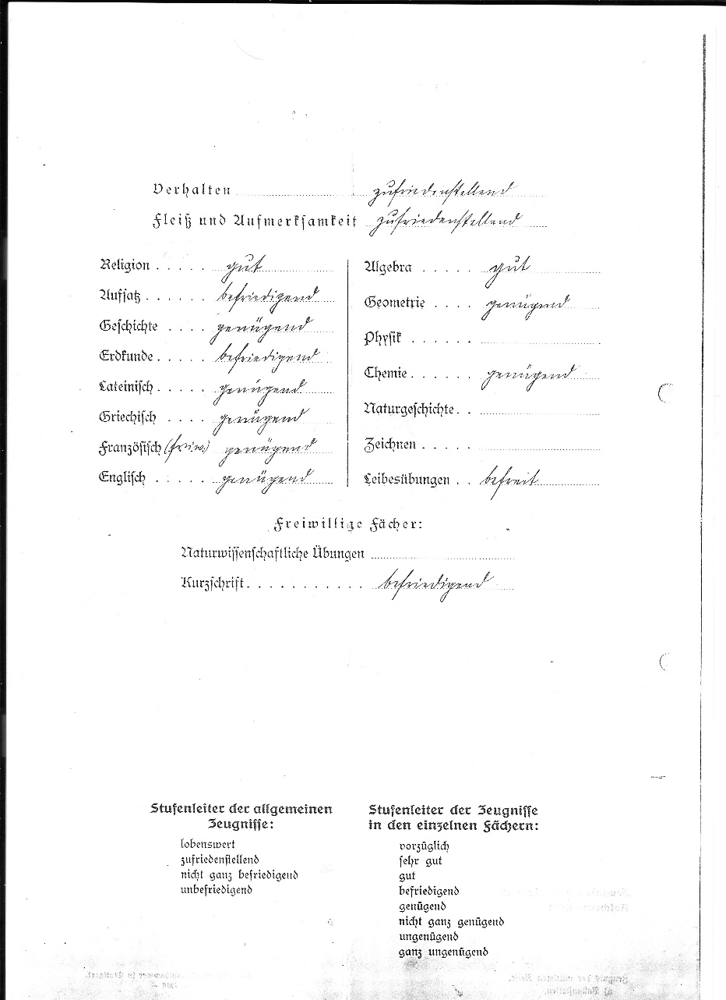 Verhalten zufriedenstellend
Fleiß und Aufmerksamkeit zufriedenstellend
Religion . . . . . gut
Aufsatz . . . . . . befriedigend
Geschichte . . . . genügend
Erdkunde . . . . . befriedigend
Lateinisch . . . . . genügend
Griechisch . . . . genügend
Französisch (freiw.) genügend
Englisch . . . . . genügend
Algebra . . . . . gut
Geometrie . . . . genügend
Physik . . . . . .
Chemie . . . . . . genügend
Naturgeschichte . .
Zeichnen . . . . .
Leibesübungen . . befreit
Freiwillige Fächer:
Naturwissenschaftliche Übungen
Kurzschrift . . . . . . . . . . . befriedigend
Stufenleiter der allgemeinen
Zeugnisse:
lobenswert
zufriedenstellend
nicht ganz befriedigend
unbefriedigend
Stufenleiter der Zeugnisse
in den einzelnen Fächern:
vorzüglich
sehr gut
gut
befriedigend
genügend
nicht ganz genügend
ungenügend
ganz ungenügend